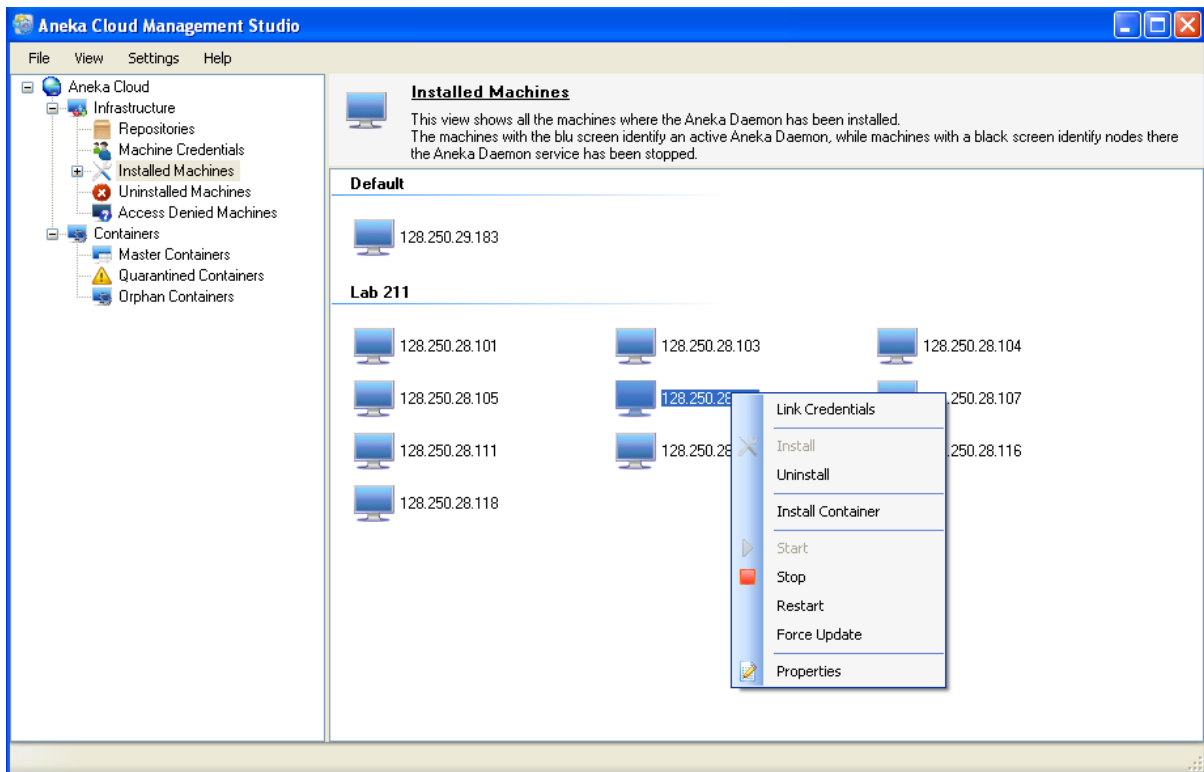 Aneka Cloud Management Studio
File View Settings Help
Aneka Cloud
Infrastructure
Repositories
Machine Credentials
Installed Machines
Uninstalled Machines
Access Denied Machines
Containers
Master Containers
Quarantined Containers
Orphan Containers
Installed Machines
This view shows all the machines where the Aneka Daemon has been installed.
The machines with the blu screen identify an active Aneka Daemon, while machines with a black screen identify nodes there
the Aneka Daemon service has been stopped.
Default
128.250.29.183
Lab 211
128.250.28.101 128.250.28.103 128.250.28.104
128.250.28.105 128.250.28 .250.28.107
128.250.28.111 128.250.28 .250.28.116
128.250.28.118
Link Credentials
Install
Uninstall
Install Container
Start
Stop
Restart
Force Update
Properties